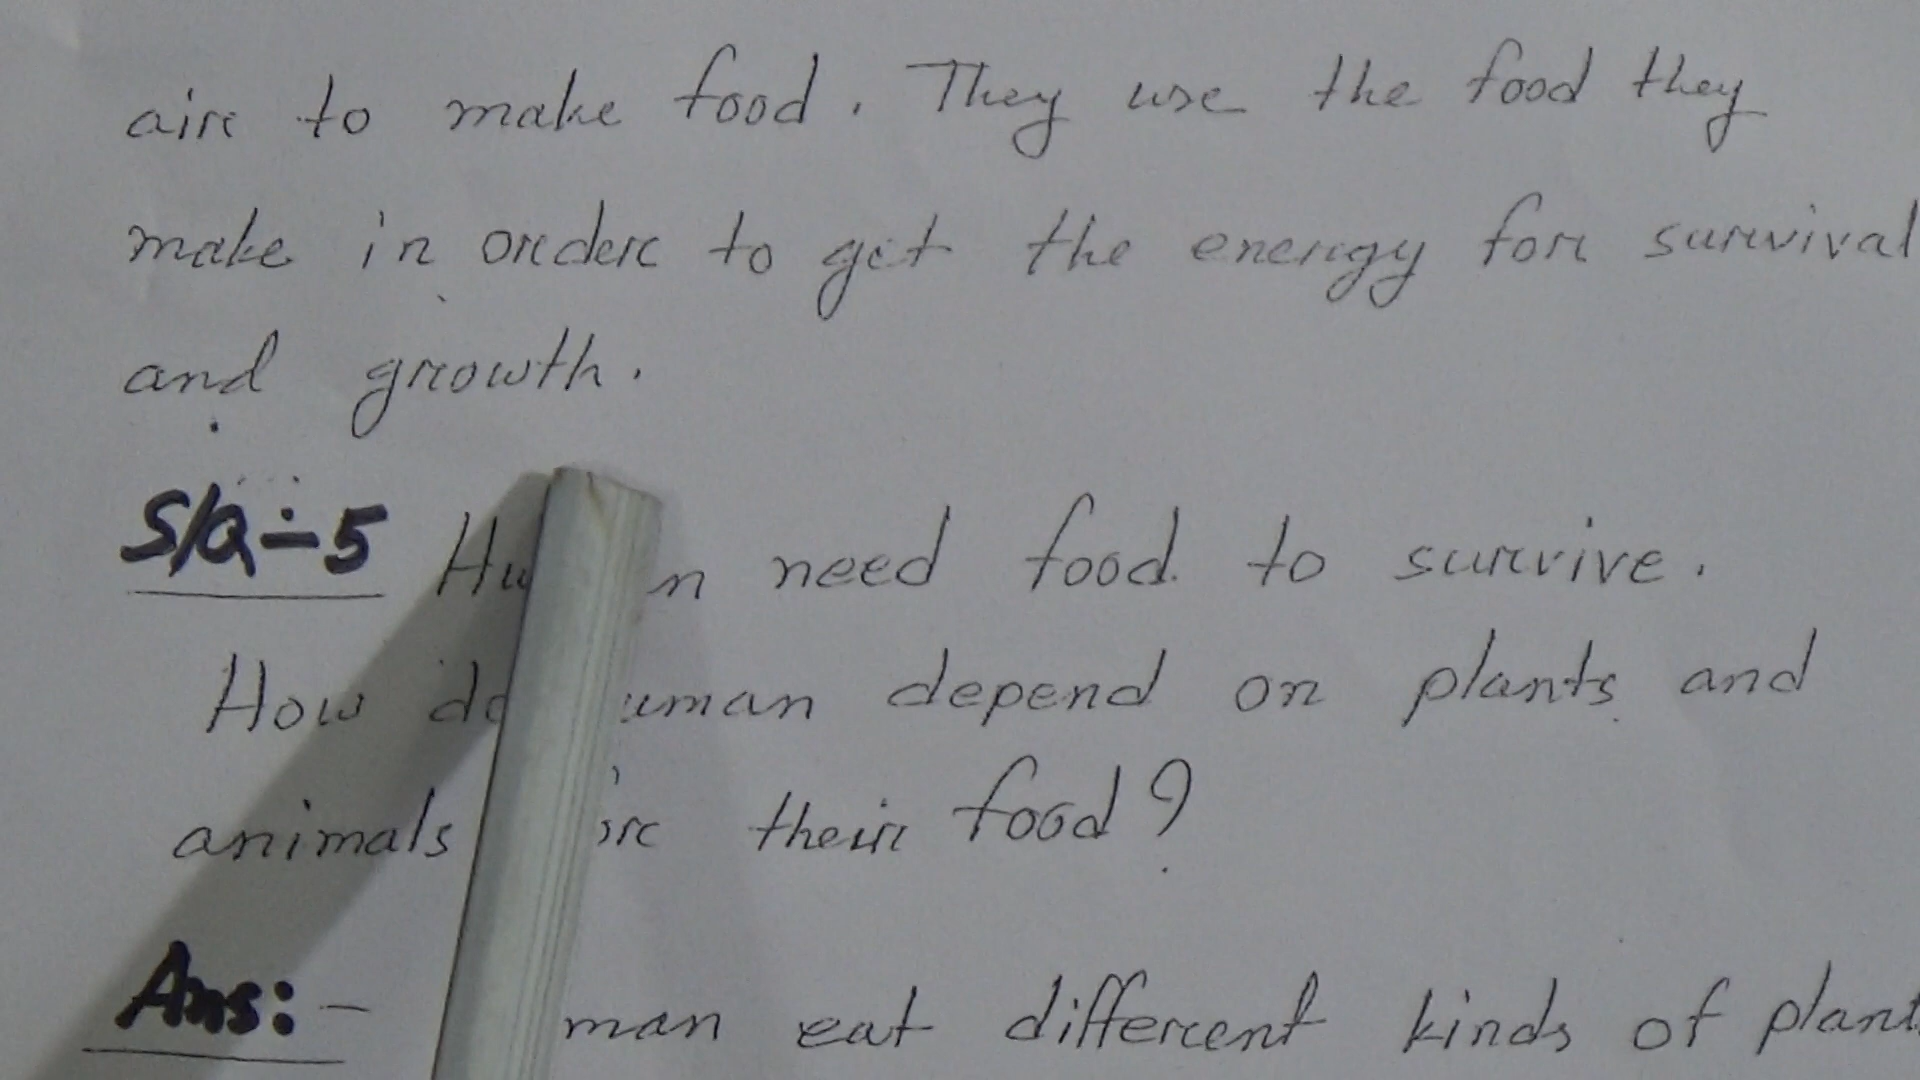 air to make food. They use the food they
make in order to get the energy for survival
and growth.
S/Q÷5 need food to survive.
How do depend on plants and
animals their food?
Ans:- eat different kinds of plant